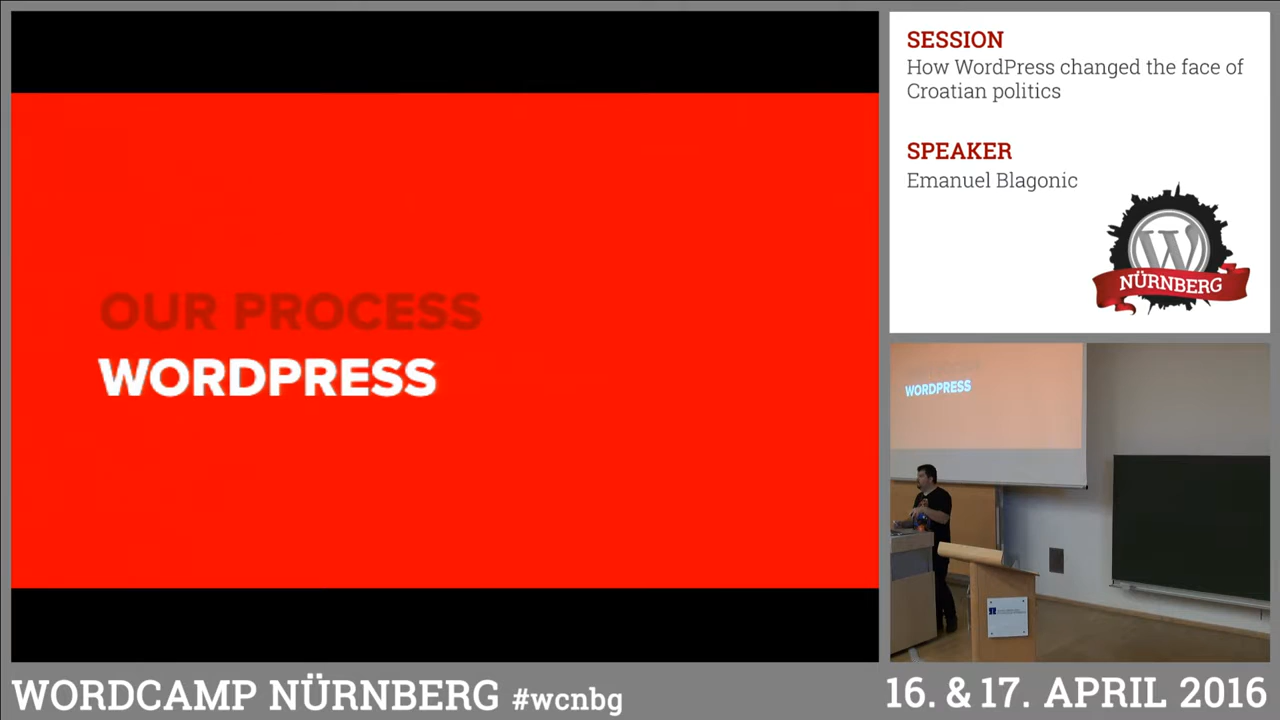 OUR PROCESS
WORDPRESS
SESSION
How WordPress changed the face of
Croatian politics
SPEAKER
Emanuel Blagonic
W
NÜRNBERG
WORDPRESS
WORDCAMP NÜRNBERG #wcnbg
16. & 17. APRIL 2016